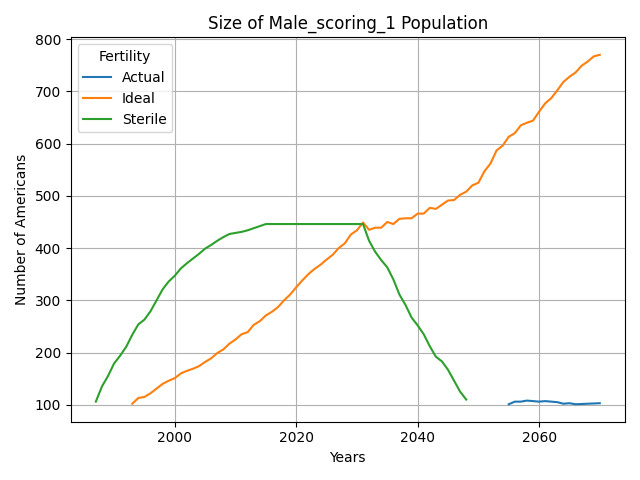 Size of Male_scoring_1 Population
Fertility
Actual
Ideal
Sterile
Number of Americans
800
700
600
500
400
300
200
100
2000
2020
2040
2060
Years